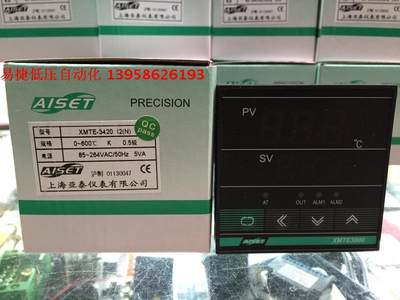 易捷低压自动化 13958626193
AISET
PRECISION
QC
pass
型号 XMTE-3420 I2(N)
规格 0~600℃ K 0.5级
电源 85~264VAC/50Hz 5VA
AISET 沪制 01130047
上海亚泰仪表有限公司
PV
℃
SV
AT OUT ALM1 ALM2
AISET XMTE3000